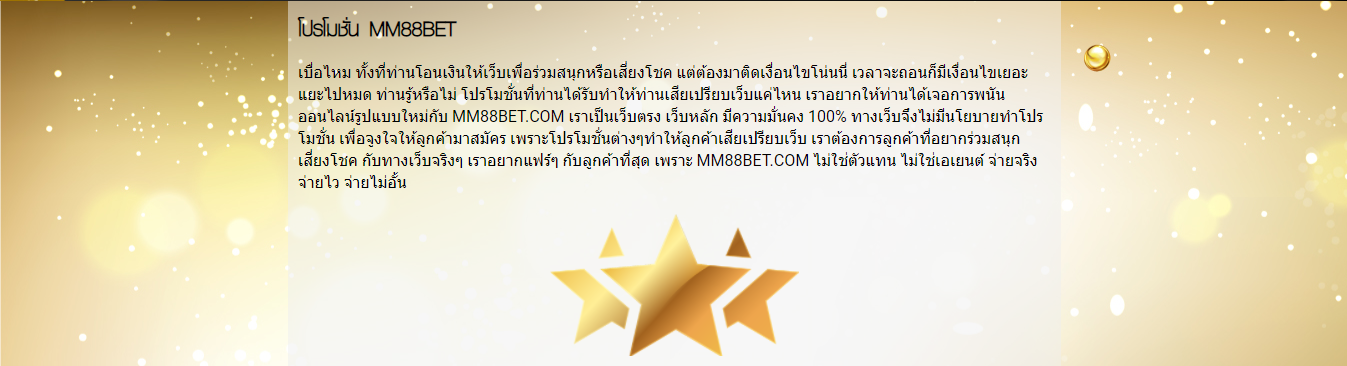 โปรโมชั่น MM88BET
เบื่อไหม ทั้งที่ท่านโอนเงินให้เว็บเพื่อร่วมสนุกหรือเสี่ยงโชค แต่ต้องมาติดเงื่อนไขโน่นนี่ เวลาจะถอนก็มีเงื่อนไขเยอะ
แยะไปหมด ท่านรู้หรือไม่ โปรโมชั่นที่ท่านได้รับทำให้ท่านเสียเปรียบเว็บแค่ไหน เราอยากให้ท่านได้เจอการพนัน
ออนไลน์รูปแบบใหม่กับ MM88BET.COM เราเป็นเว็บตรง เว็บหลัก มีความมั่นคง 100% ทางเว็บจึงไม่มีนโยบายทำโปร
โมชั่น เพื่อจูงใจให้ลูกค้ามาสมัคร เพราะโปรโมชั่นต่างๆทำให้ลูกค้าเสียเปรียบเว็บ เราต้องการลูกค้าที่อยากร่วมสนุก
เสี่ยงโชค กับทางเว็บจริงๆ เราอยากแฟร์ๆ กับลูกค้าที่สุด เพราะ MM88BET.COM ไม่ใช่ตัวแทน ไม่ใช่เอเยนต์ จ่ายจริง
จ่ายไว จ่ายไม่อั้น